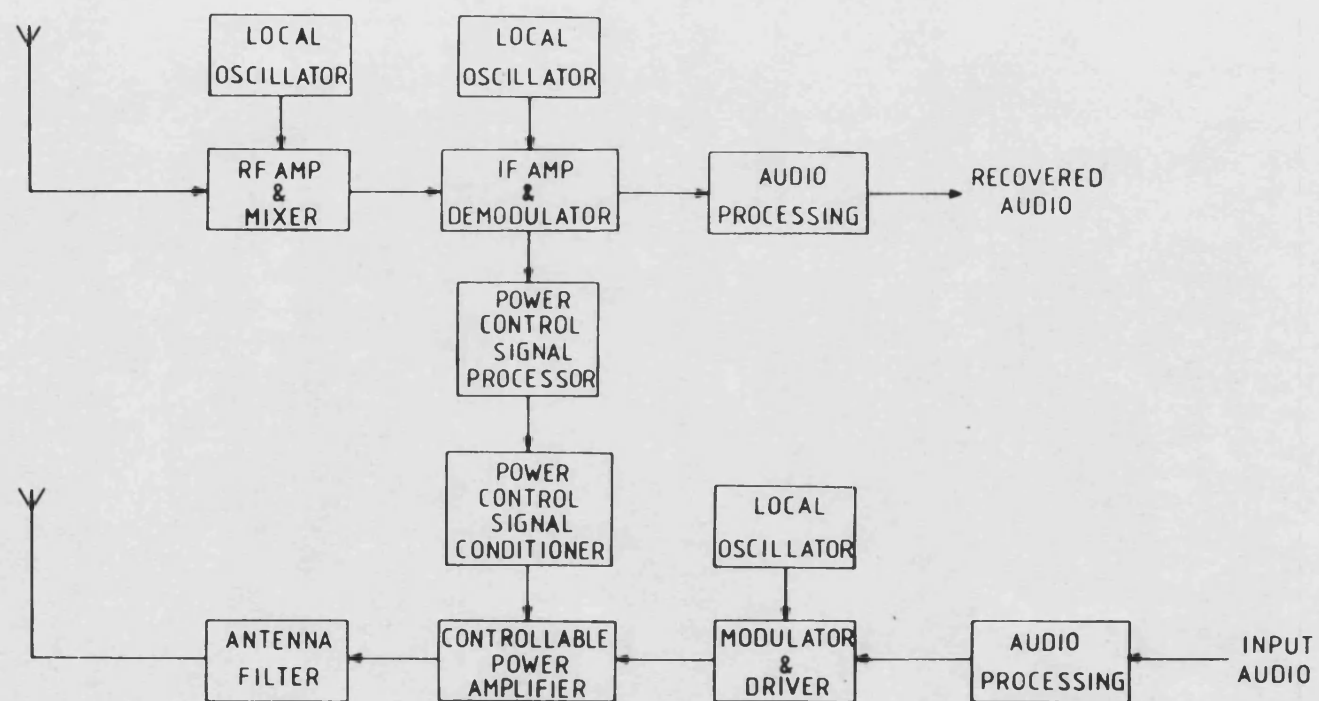 LOCAL
OSCILLATOR
LOCAL
OSCILLATOR
RF AMP
&
MIXER
IF AMP
&
DEMODULATOR
AUDIO
PROCESSING
RECOVERED
AUDIO
POWER
CONTROL
SIGNAL
PROCESSOR
POWER
CONTROL
SIGNAL
CONDITIONER
LOCAL
OSCILLATOR
ANTENNA
FILTER
CONTROLLABLE
POWER
AMPLIFIER
MODULATOR
&
DRIVER
AUDIO
PROCESSING
INPUT
AUDIO